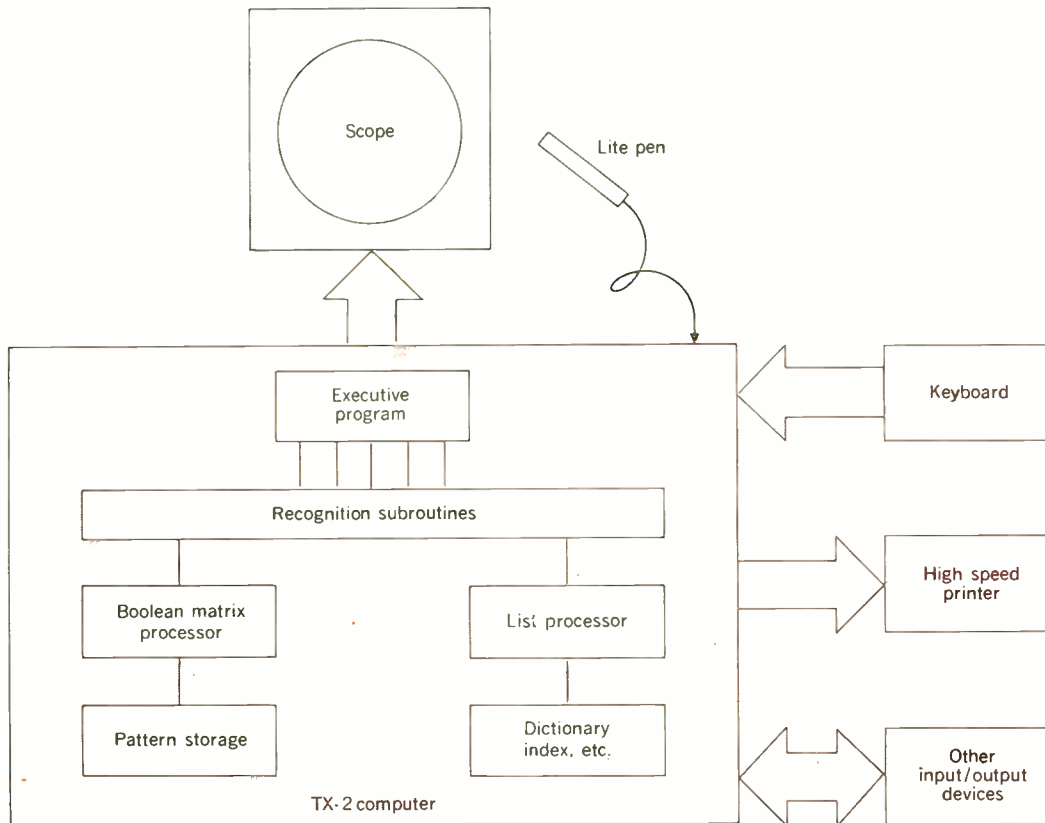 Scope
Lite pen
Executive
program
Keyboard
Recognition subroutines
High speed
printer
Boolean matrix
processor
List processor
Pattern storage
Dictionary
index, etc.
Other
input/output
devices
TX-2 computer